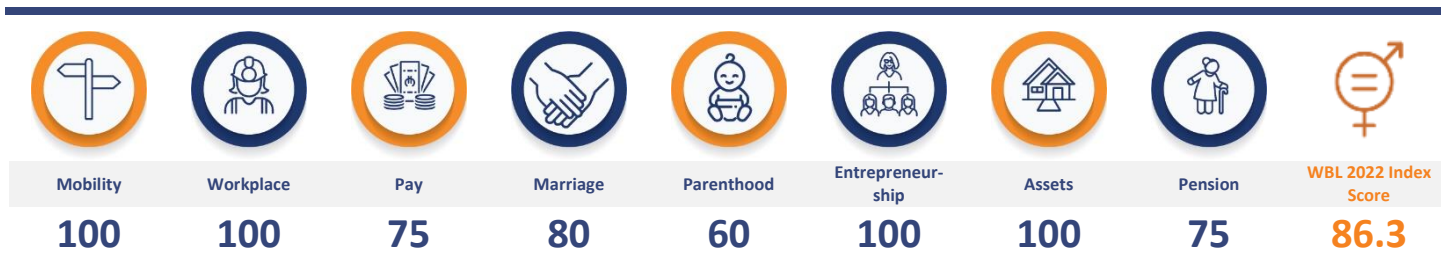 Mobility
Workplace
Pay
Marriage
Parenthood
Entrepreneur-
ship
Assets
Pension
WBL 2022 Index
Score
100
100
75
80
60
100
100
75
86.3